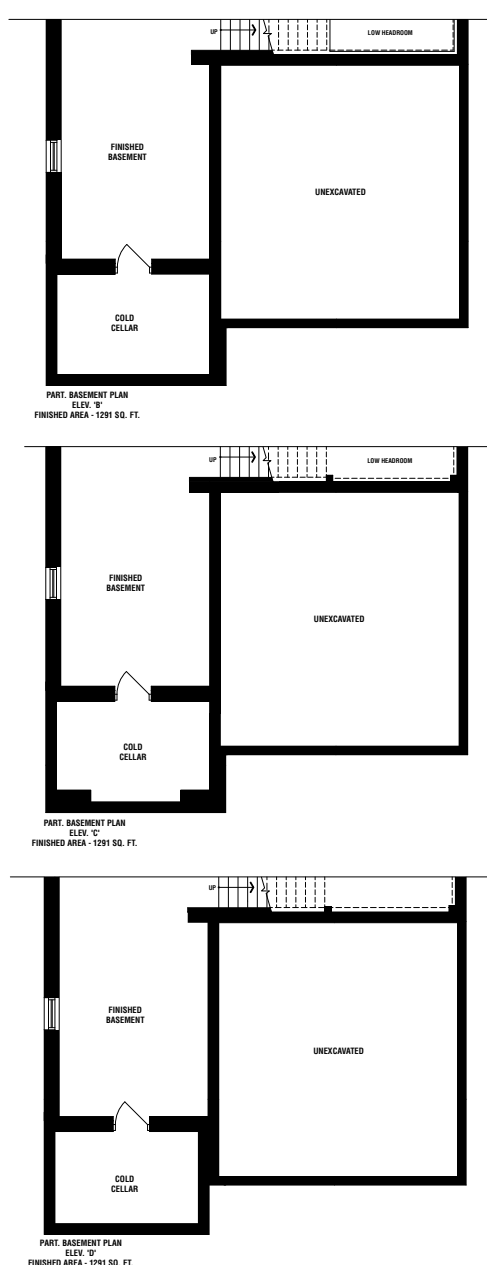 UP
LOW HEADROOM
FINISHED
BASEMENT
UNEXCAVATED
COLD
CELLAR
PART. BASEMENT PLAN
ELEV. 'B'
FINISHED AREA - 1291 SQ. FT.
UP
LOW HEADROOM
FINISHED
BASEMENT
UNEXCAVATED
COLD
CELLAR
PART. BASEMENT PLAN
ELEV. 'C'
FINISHED AREA - 1291 SQ. FT.
UP
FINISHED
BASEMENT
UNEXCAVATED
COLD
CELLAR
PART. BASEMENT PLAN
ELEV. 'D'
FINISHED AREA - 1291 SQ. FT.